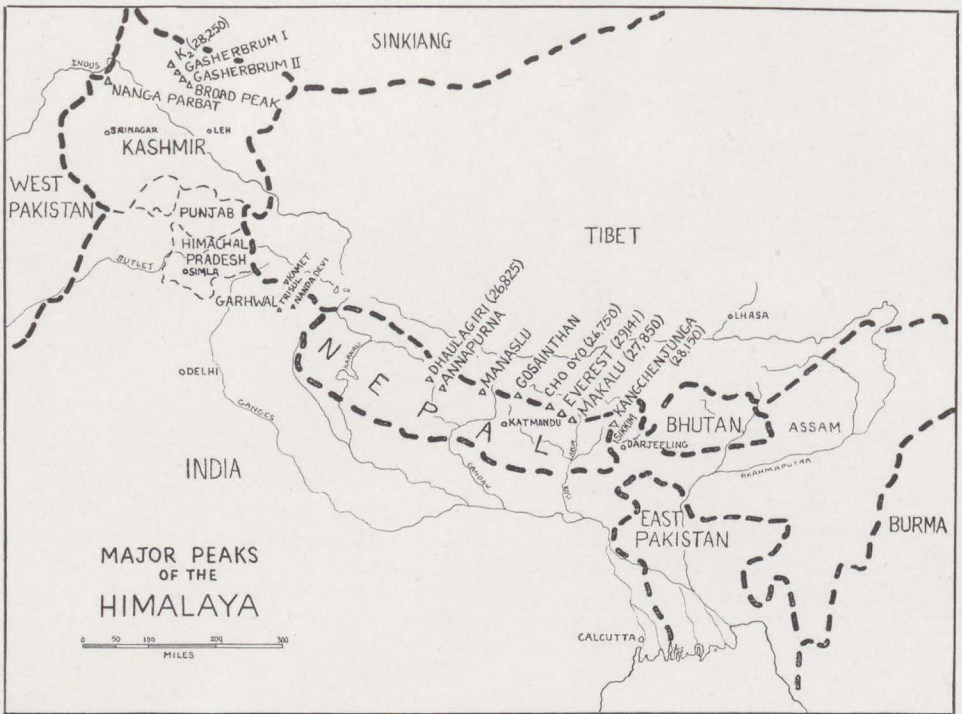 SINKIANG
K2 (28,250)
GASHERBRUM I
GASHERBRUM II
BROAD PEAK
INDUS
NANGA PARBAT
SRINAGAR
LEH
KASHMIR
WEST
PAKISTAN
PUNJAB
HIMACHAL
PRADESH
SIMLA
SUTLEJ
TIBET
KAMET
TRISUL
NANDA DEVI
GARHWAL
DHAULAGIRI (26,825)
ANNAPURNA
MANASLU
GOSAINTHAN
CHO OYO (26,750)
EVEREST (29,141)
MAKALU (27,850)
KANGCHENJUNGA
(28,150)
LHASA
NEPAL
KARNALI
DELHI
GANGES
KATMANDU
SIKKIM
DARJEELING
BHUTAN
ASSAM
BRAHMAPUTRA
GANDAK
INDIA
EAST
PAKISTAN
BURMA
MAJOR PEAKS
OF THE
HIMALAYA
0 50 100 200 300
MILES
CALCUTTA